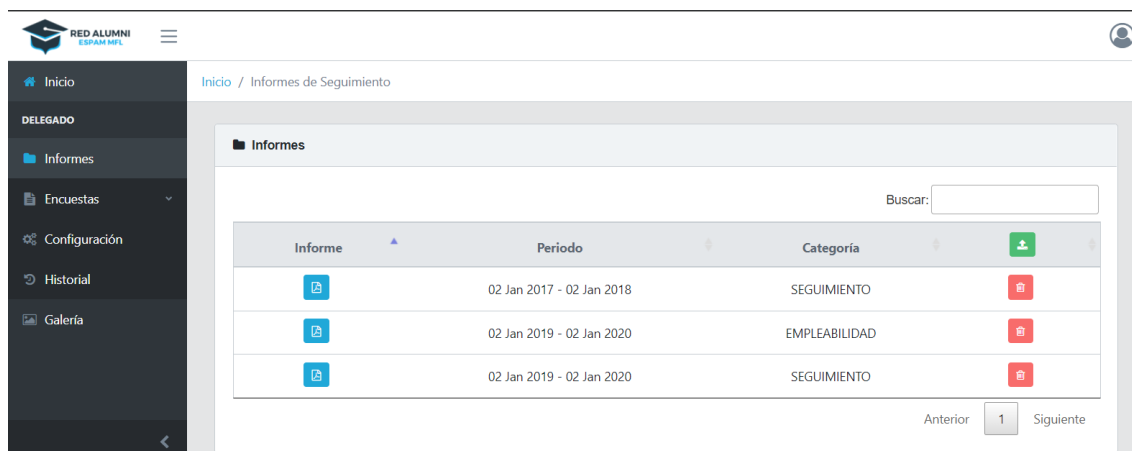 RED ALUMNI
ESPAM MFL
Inicio
DELEGADO
Informes
Encuestas
Configuración
Historial
Galería
Inicio / Informes de Seguimiento
Informes
Buscar:
Informe Periodo Categoría
02 Jan 2017 - 02 Jan 2018 SEGUIMIENTO
02 Jan 2019 - 02 Jan 2020 EMPLEABILIDAD
02 Jan 2019 - 02 Jan 2020 SEGUIMIENTO
Anterior 1 Siguiente